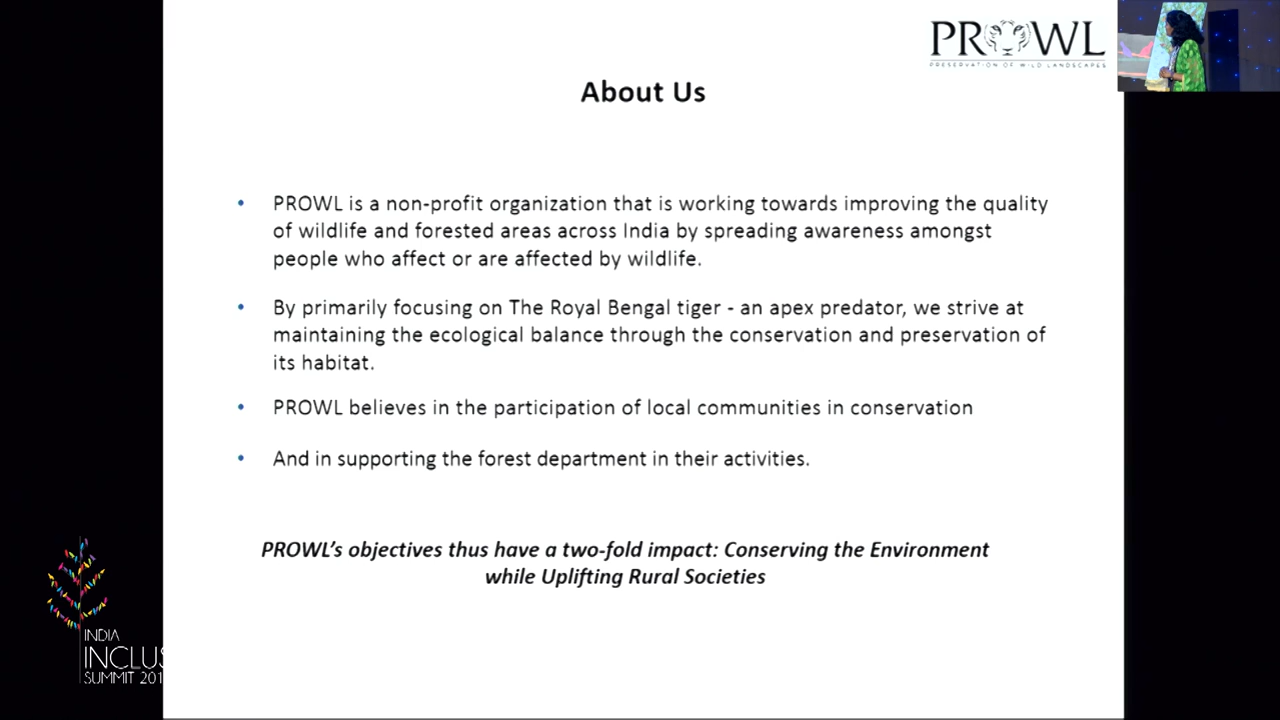 PROWL
PRESERVATION OF WILD LANDSCAPES
About Us
• PROWL is a non-profit organization that is working towards improving the quality
of wildlife and forested areas across India by spreading awareness amongst
people who affect or are affected by wildlife.
• By primarily focusing on The Royal Bengal tiger - an apex predator, we strive at
maintaining the ecological balance through the conservation and preservation of
its habitat.
• PROWL believes in the participation of local communities in conservation
• And in supporting the forest department in their activities.
PROWL’s objectives thus have a two-fold impact: Conserving the Environment
while Uplifting Rural Societies
INDIA
INCLUS
SUMMIT 201